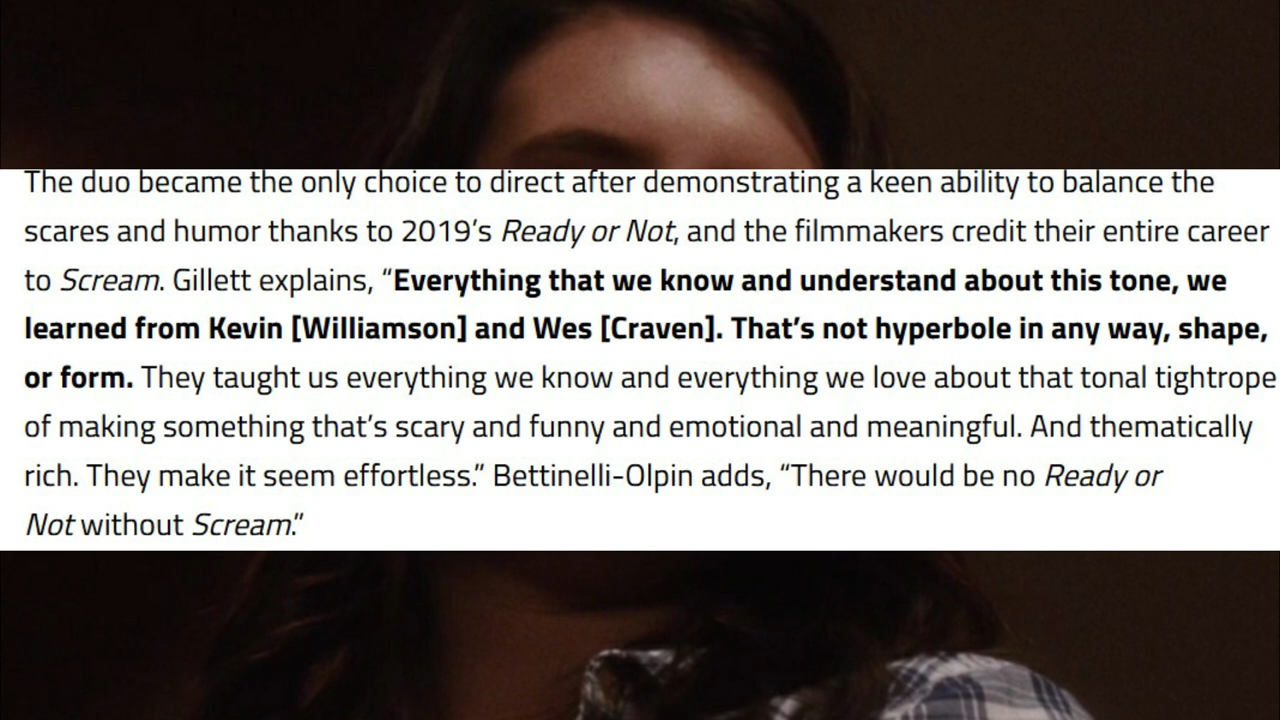 The duo became the only choice to direct after demonstrating a keen ability to balance the
scares and humor thanks to 2019’s Ready or Not, and the filmmakers credit their entire career
to Scream. Gillett explains, “Everything that we know and understand about this tone, we
learned from Kevin [Williamson] and Wes [Craven]. That’s not hyperbole in any way, shape,
or form. They taught us everything we know and everything we love about that tonal tightrope
of making something that’s scary and funny and emotional and meaningful. And thematically
rich. They make it seem effortless.” Bettinelli-Olpin adds, “There would be no Ready or
Not without Scream.”